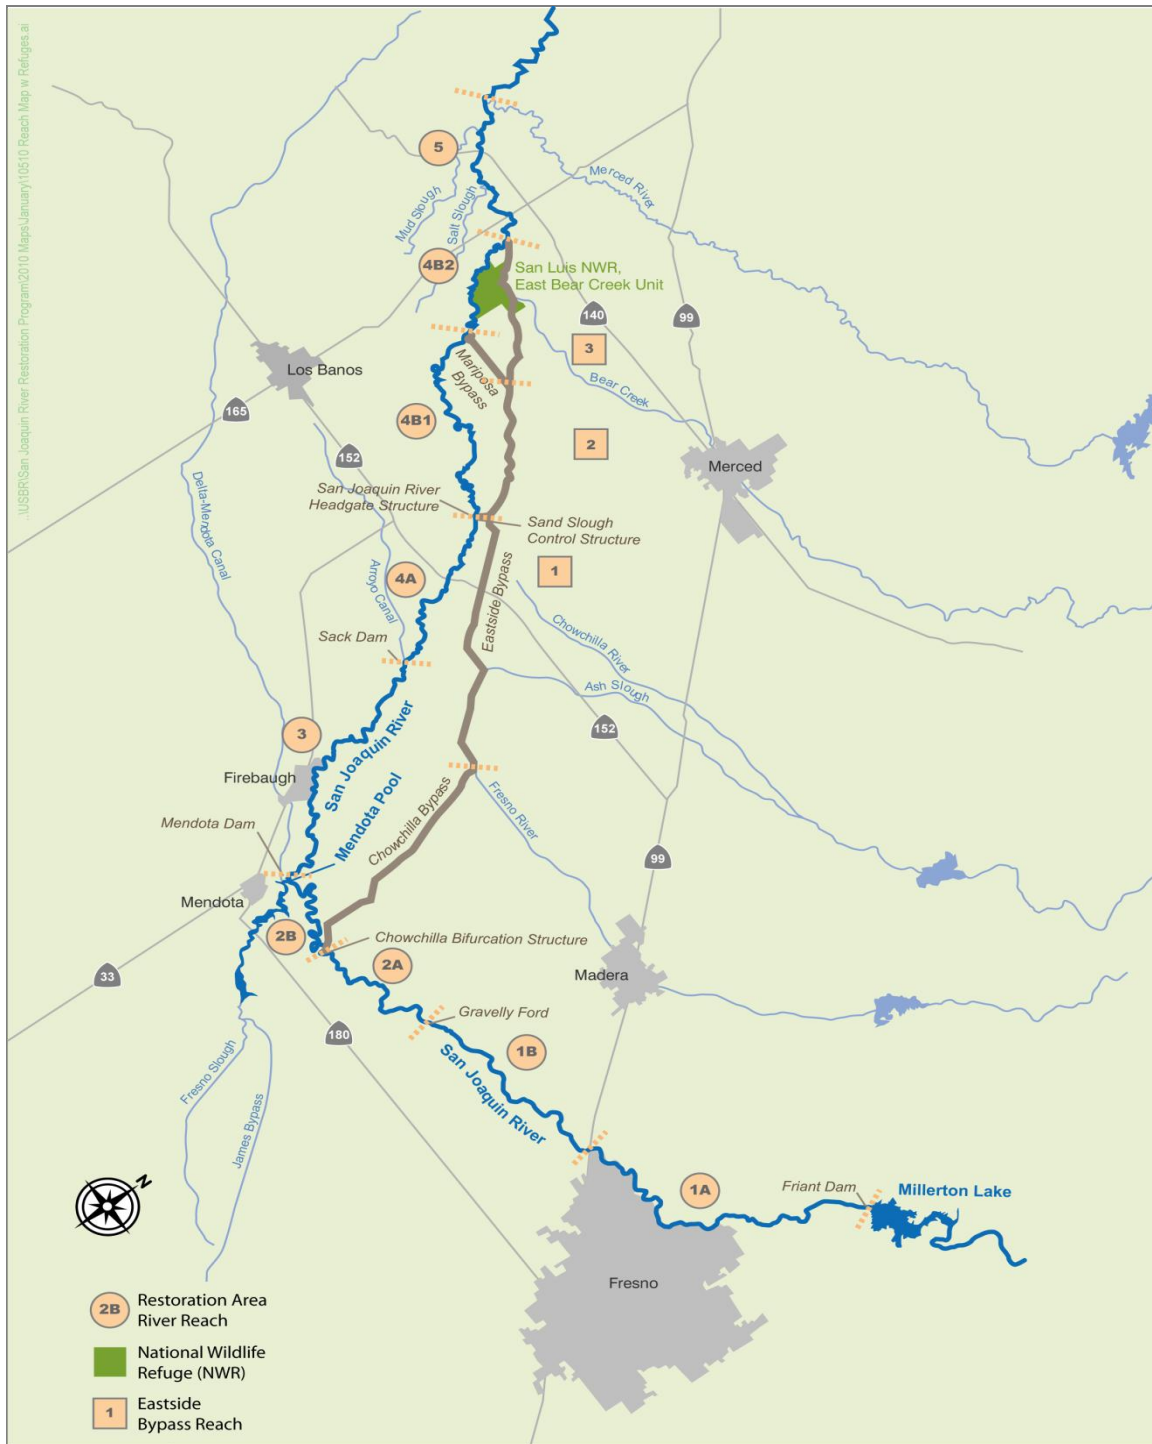 ..\USBR\San Joaquin River Restoration Program\2010 Maps\January\10510 Reach Map w Refuges.ai
5
Merced River
Mud Slough
Salt Slough
4B2
San Luis NWR,
East Bear Creek Unit
140
99
3
Mariposa
Bypass
Los Banos
Bear Creek
165
4B1
2
152
Merced
San Joaquin River
Headgate Structure
Sand Slough
Control Structure
Delta-Mendota Canal
Arroyo Canal
4A
Eastside Bypass
1
Chowchilla River
Sack Dam
Ash Slough
3
San Joaquin River
152
Firebaugh
Mendota Pool
Chowchilla Bypass
Fresno River
Mendota Dam
99
Mendota
2B
Chowchilla Bifurcation Structure
2A
Madera
33
Gravelly Ford
180
1B
San Joaquin River
Fresno Slough
James Bypass
N
1A
Friant Dam
Millerton Lake
Fresno
2B
Restoration Area
River Reach
National Wildlife
Refuge (NWR)
1
Eastside
Bypass Reach